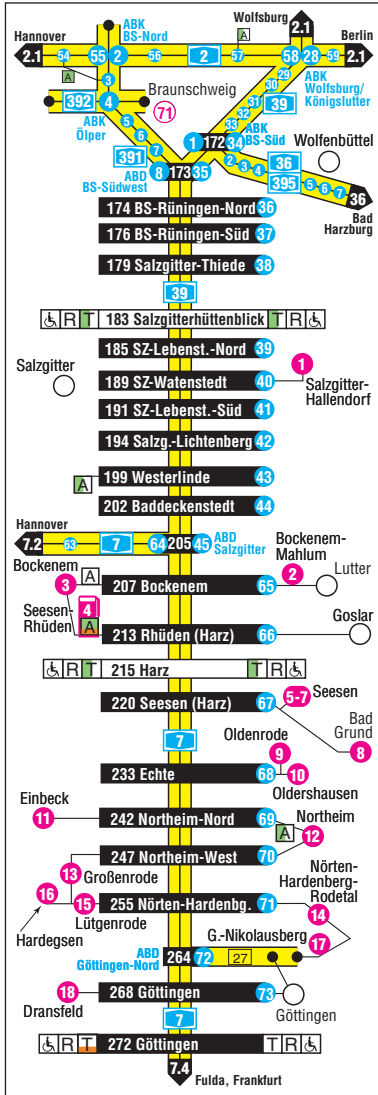 ABK
BS-Nord
Wolfsburg
Hannover
Berlin
2.1
2.1
54
55
2
56
2
57
A
58
28
59
2.1
A
3
29
ABK
Wolfsburg/
Königslutter
392
4
Braunschweig
30
31
39
ABK
Ölper
5
71
32
6
33
ABK
BS-Süd
391
7
1
172
34
Wolfenbüttel
ABD
BS-Südwest
8
173
35
2
3
4
36
395
5
6
7
36
Bad
Harzburg
174 BS-Rüningen-Nord 36
176 BS-Rüningen-Süd 37
179 Salzgitter-Thiede 38
39
R T 183 Salzgitterhüttenblick T R
185 SZ-Lebenst.-Nord 39
Salzgitter
189 SZ-Watenstedt 40
1
Salzgitter-
Hallendorf
191 SZ-Lebenst.-Süd 41
194 Salzg.-Lichtenberg 42
A
199 Westerlinde 43
202 Baddeckenstedt 44
Hannover
7.2
63
7
64
205
45
ABD
Salzgitter
Bockenem
A
Bockenem-
Mahlum
3
207 Bockenem 65
2
Lutter
Seesen-
Rhüden
4
A
213 Rhüden (Harz) 66
Goslar
R T 215 Harz T R
220 Seesen (Harz) 67
5-7
Seesen
7
Oldenrode
Bad
Grund
9
8
233 Echte 68
10
Oldershausen
Einbeck
11
242 Northeim-Nord 69
Northeim
A
12
247 Northeim-West 70
13
Großenrode
Nörten-
Hardenberg-
Rodetal
16
15
255 Nörten-Hardenbg. 71
14
Lütgenrode
Hardegsen
G.-Nikolausberg
17
ABD
Göttingen-Nord
264
72
27
18
268 Göttingen 73
Dransfeld
Göttingen
7
R T 272 Göttingen T R
7.4
Fulda, Frankfurt